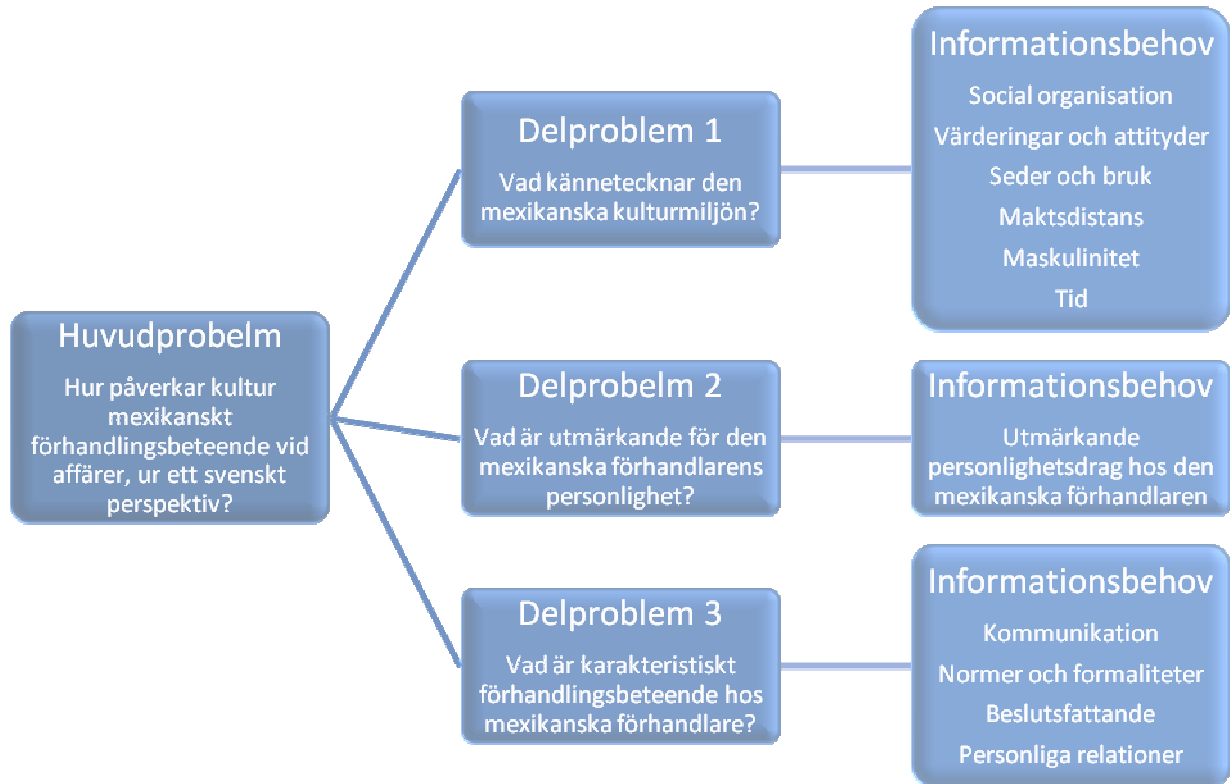 Huvudprobelm
Hur påverkar kultur
mexikanskt
förhandlingsbeteende vid
affärer, ur ett svenskt
perspektiv?
Delproblem 1
Vad kännetecknar den
mexikanska kulturmiljön?
Informationsbehov
Social organisation
Värderingar och attityder
Seder och bruk
Maktsdistans
Maskulinitet
Tid
Delprobelm 2
Vad är utmärkande för den
mexikanska förhandlarens
personlighet?
Informationsbehov
Utmärkande
personlighetsdrag hos den
mexikanska förhandlaren
Delproblem 3
Vad är karakteristiskt
förhandlingsbeteende hos
mexikanska förhandlare?
Informationsbehov
Kommunikation
Normer och formaliteter
Beslutsfattande
Personliga relationer